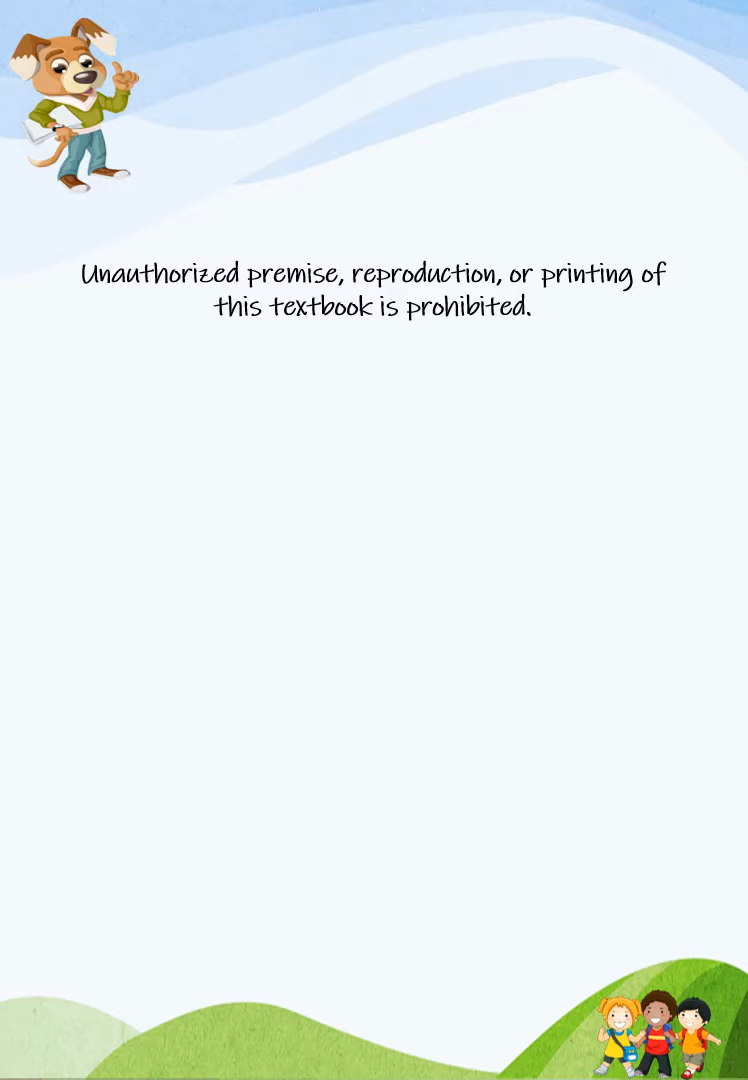 Unauthorized premise, reproduction, or printing of
this textbook is prohibited.